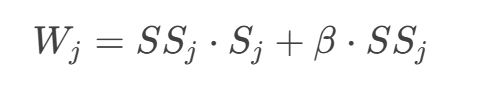 W_j = SS_j · S_j + β · SS_j